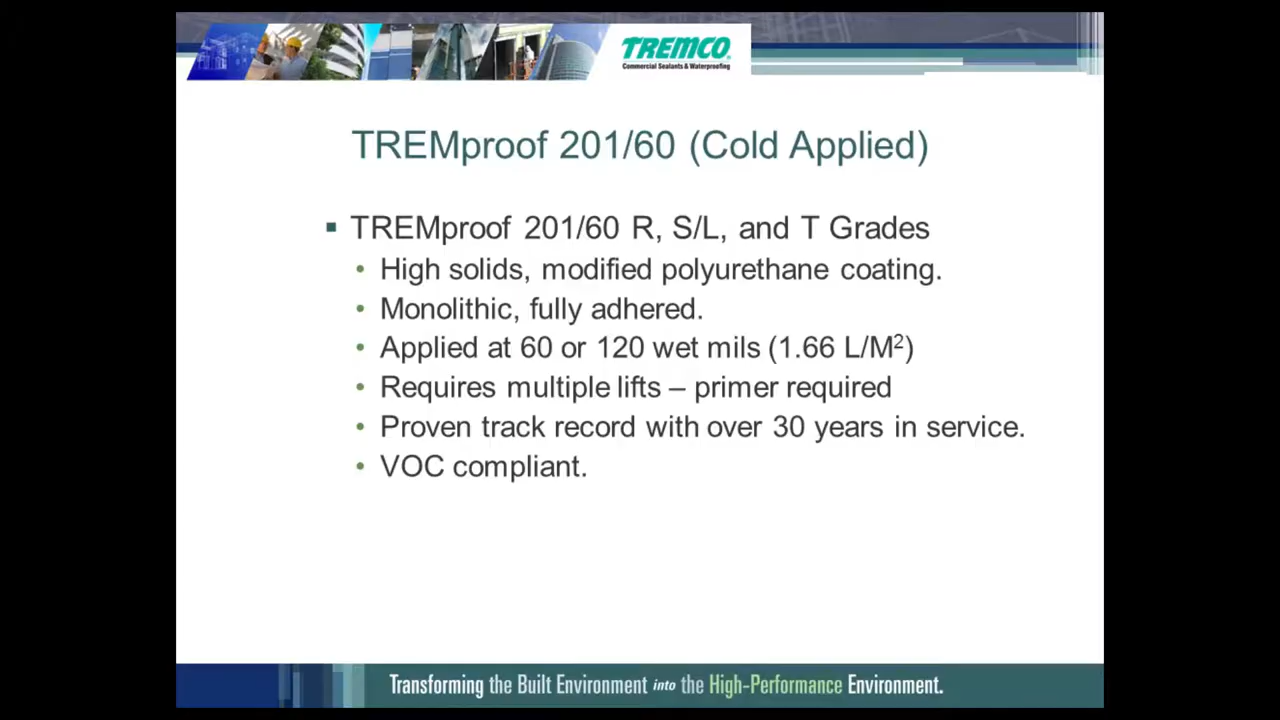 TREMCO®
Commercial Sealants & Waterproofing
TREMproof 201/60 (Cold Applied)
▪ TREMproof 201/60 R, S/L, and T Grades
• High solids, modified polyurethane coating.
• Monolithic, fully adhered.
• Applied at 60 or 120 wet mils (1.66 L/M²)
• Requires multiple lifts – primer required
• Proven track record with over 30 years in service.
• VOC compliant.
Transforming the Built Environment into the High-Performance Environment.